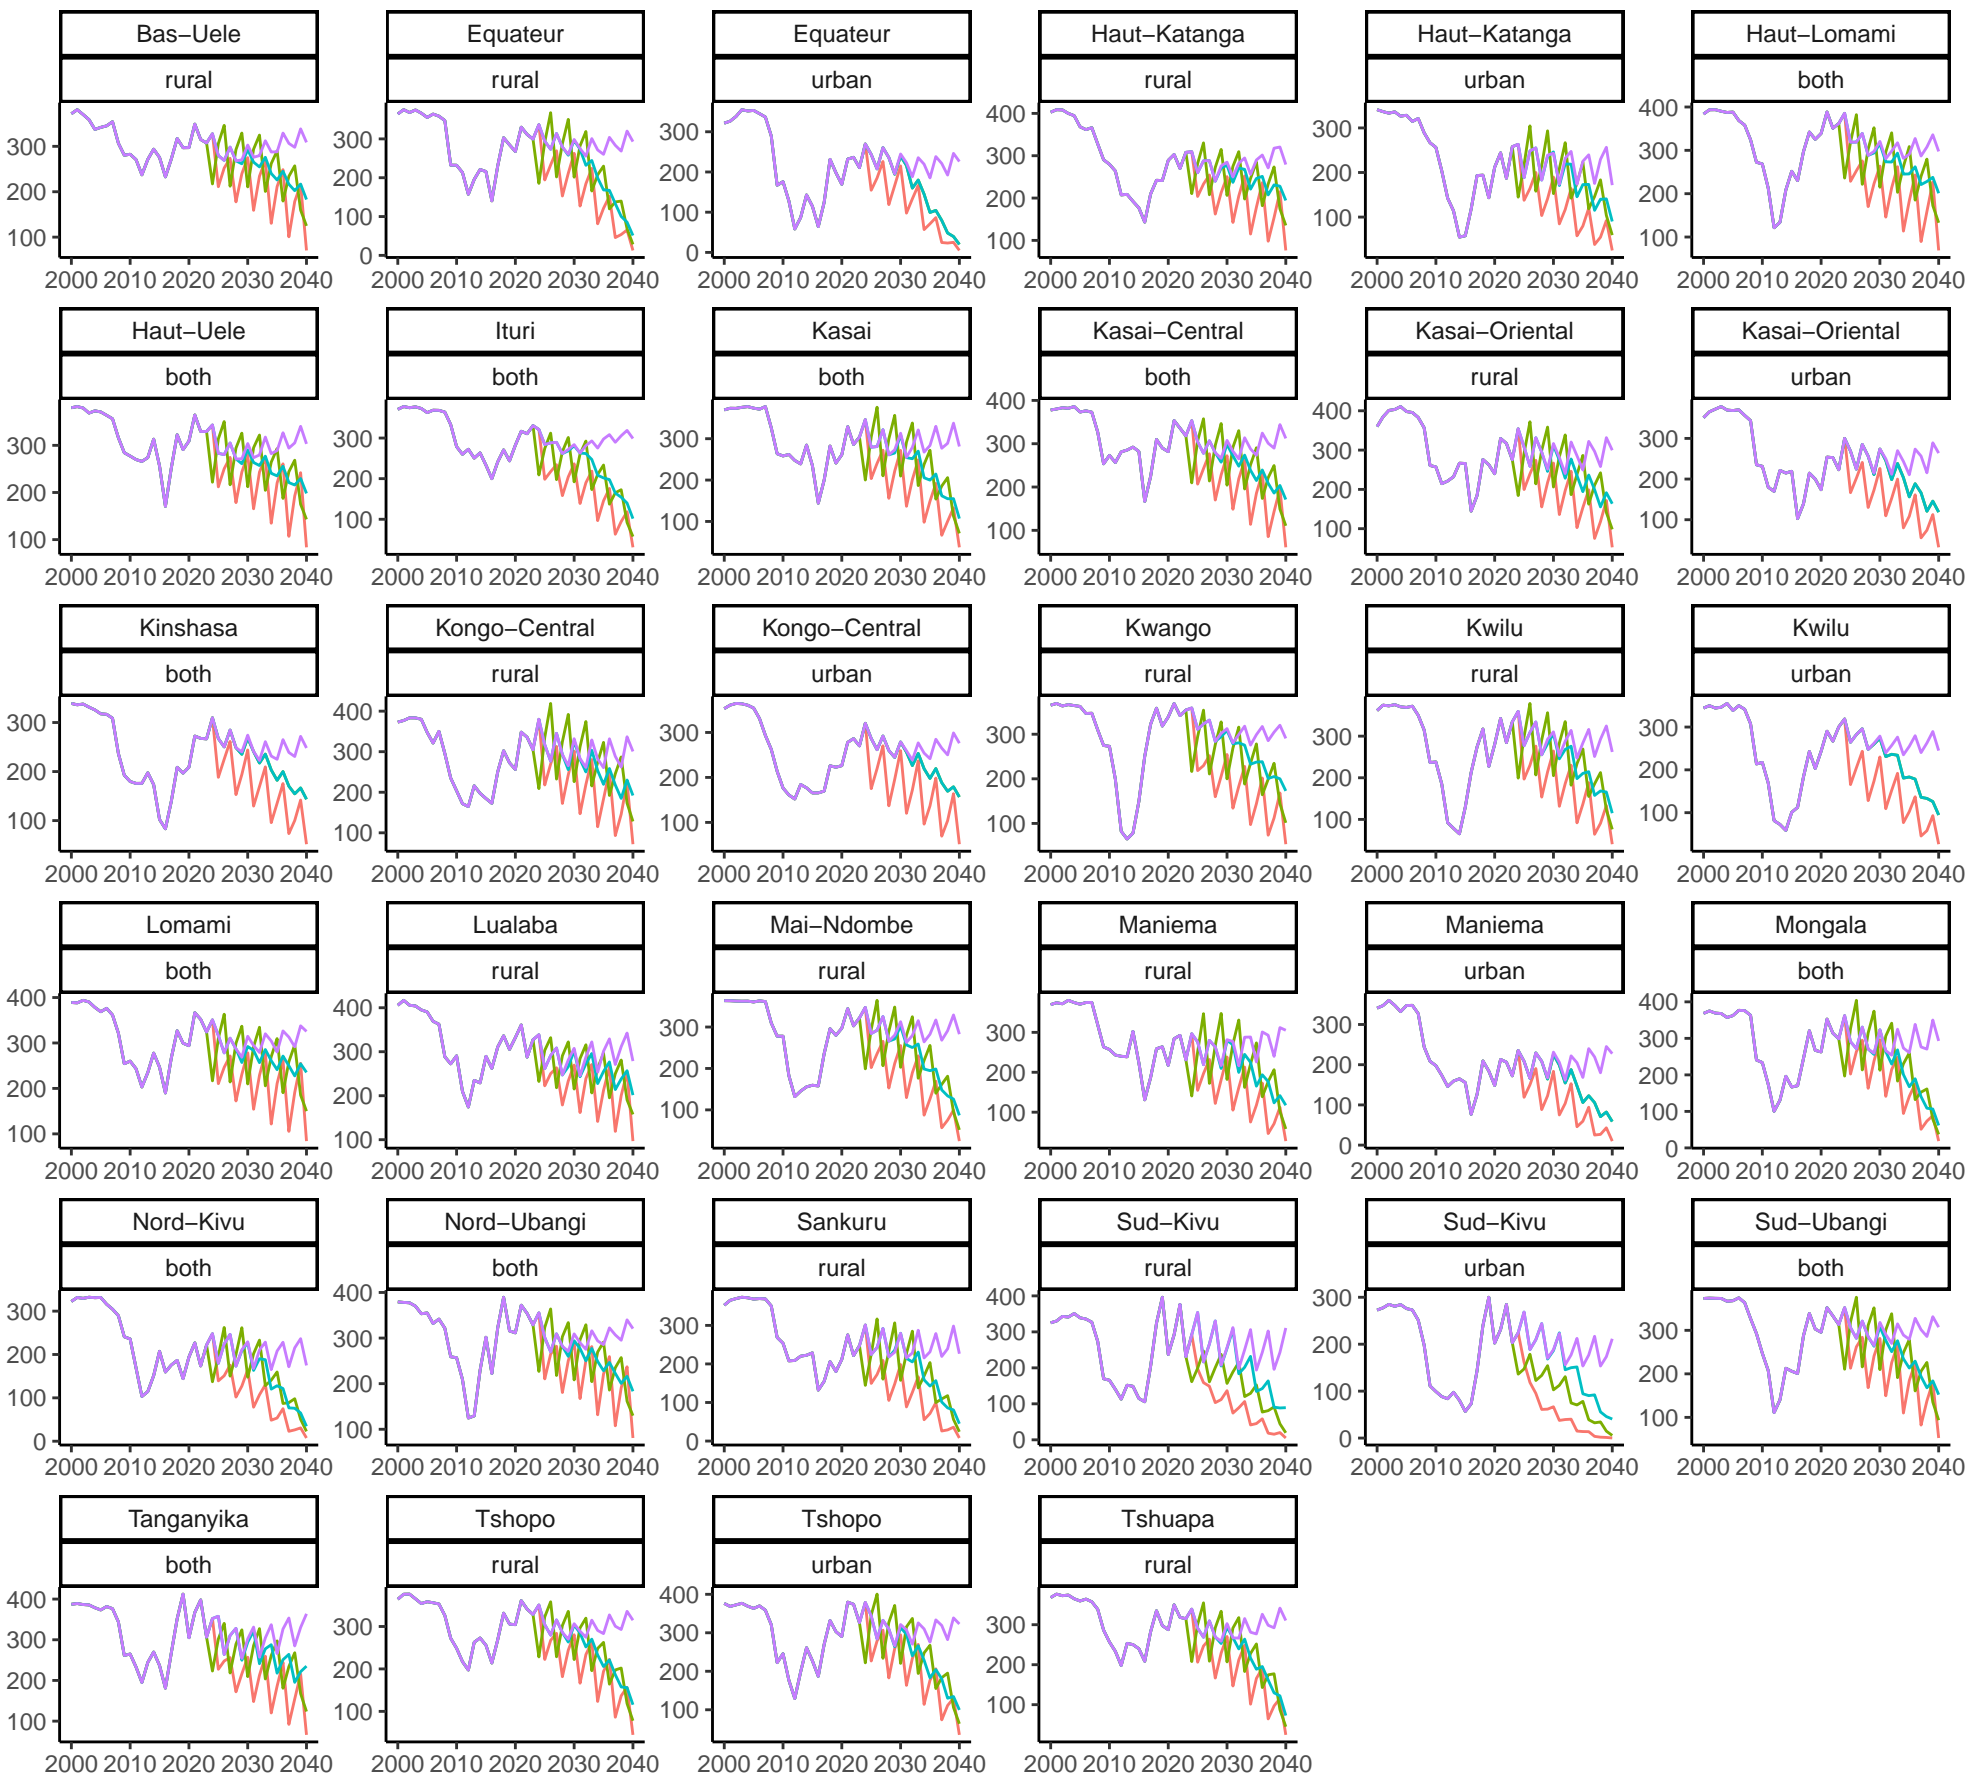 Bas−Uele Equateur Equateur Haut−Katanga Haut−Katanga Haut−Lomami
rural rural urban rural urban both
300 200 100
300 200 100 0
300 200 100 0
400 300 200 100
300 200 100
400 300 200 100
2000 2010 2020 2030 2040 2000 2010 2020 2030 2040 2000 2010 2020 2030 2040 2000 2010 2020 2030 2040 2000 2010 2020 2030 2040 2000 2010 2020 2030 2040
Haut−Uele Ituri Kasai Kasai−Central Kasai−Oriental Kasai−Oriental
both both both both rural urban
300 200 100
300 200 100
300 200 100
400 300 200 100
400 300 200 100
300 200 100
2000 2010 2020 2030 2040 2000 2010 2020 2030 2040 2000 2010 2020 2030 2040 2000 2010 2020 2030 2040 2000 2010 2020 2030 2040 2000 2010 2020 2030 2040
Kinshasa Kongo−Central Kongo−Central Kwango Kwilu Kwilu
both rural urban rural rural urban
300 200 100
400 300 200 100
300 200 100
300 200 100
300 200 100
300 200 100
2000 2010 2020 2030 2040 2000 2010 2020 2030 2040 2000 2010 2020 2030 2040 2000 2010 2020 2030 2040 2000 2010 2020 2030 2040 2000 2010 2020 2030 2040
Lomami Lualaba Mai−Ndombe Maniema Maniema Mongala
both rural rural rural urban both
400 300 200 100
400 300 200 100
300 200 100
300 200 100
300 200 100 0
400 300 200 100 0
2000 2010 2020 2030 2040 2000 2010 2020 2030 2040 2000 2010 2020 2030 2040 2000 2010 2020 2030 2040 2000 2010 2020 2030 2040 2000 2010 2020 2030 2040
Nord−Kivu Nord−Ubangi Sankuru Sud−Kivu Sud−Kivu Sud−Ubangi
both both rural rural urban both
300 200 100 0
400 300 200 100
300 200 100
400 300 200 100 0
300 200 100 0
300 200 100
2000 2010 2020 2030 2040 2000 2010 2020 2030 2040 2000 2010 2020 2030 2040 2000 2010 2020 2030 2040 2000 2010 2020 2030 2040 2000 2010 2020 2030 2040
Tanganyika Tshopo Tshopo Tshuapa
both rural urban rural
400 300 200 100
300 200 100
400 300 200 100
300 200 100
2000 2010 2020 2030 2040 2000 2010 2020 2030 2040 2000 2010 2020 2030 2040 2000 2010 2020 2030 2040